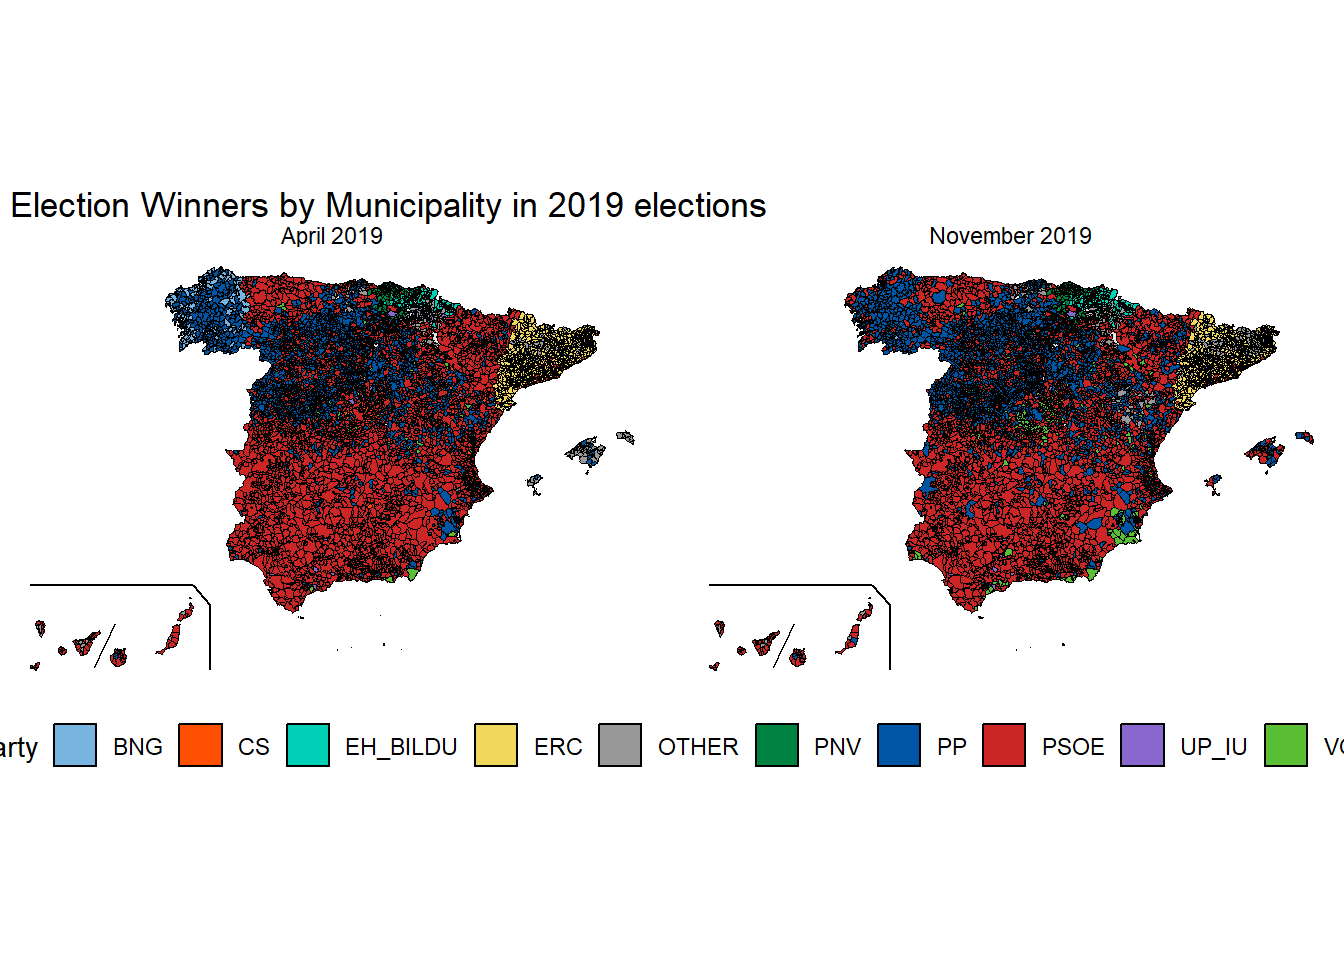 Election Winners by Municipality in 2019 elections
April 2019 November 2019
arty BNG CS EH_BILDU ERC OTHER PNV PP PSOE UP_IU VO